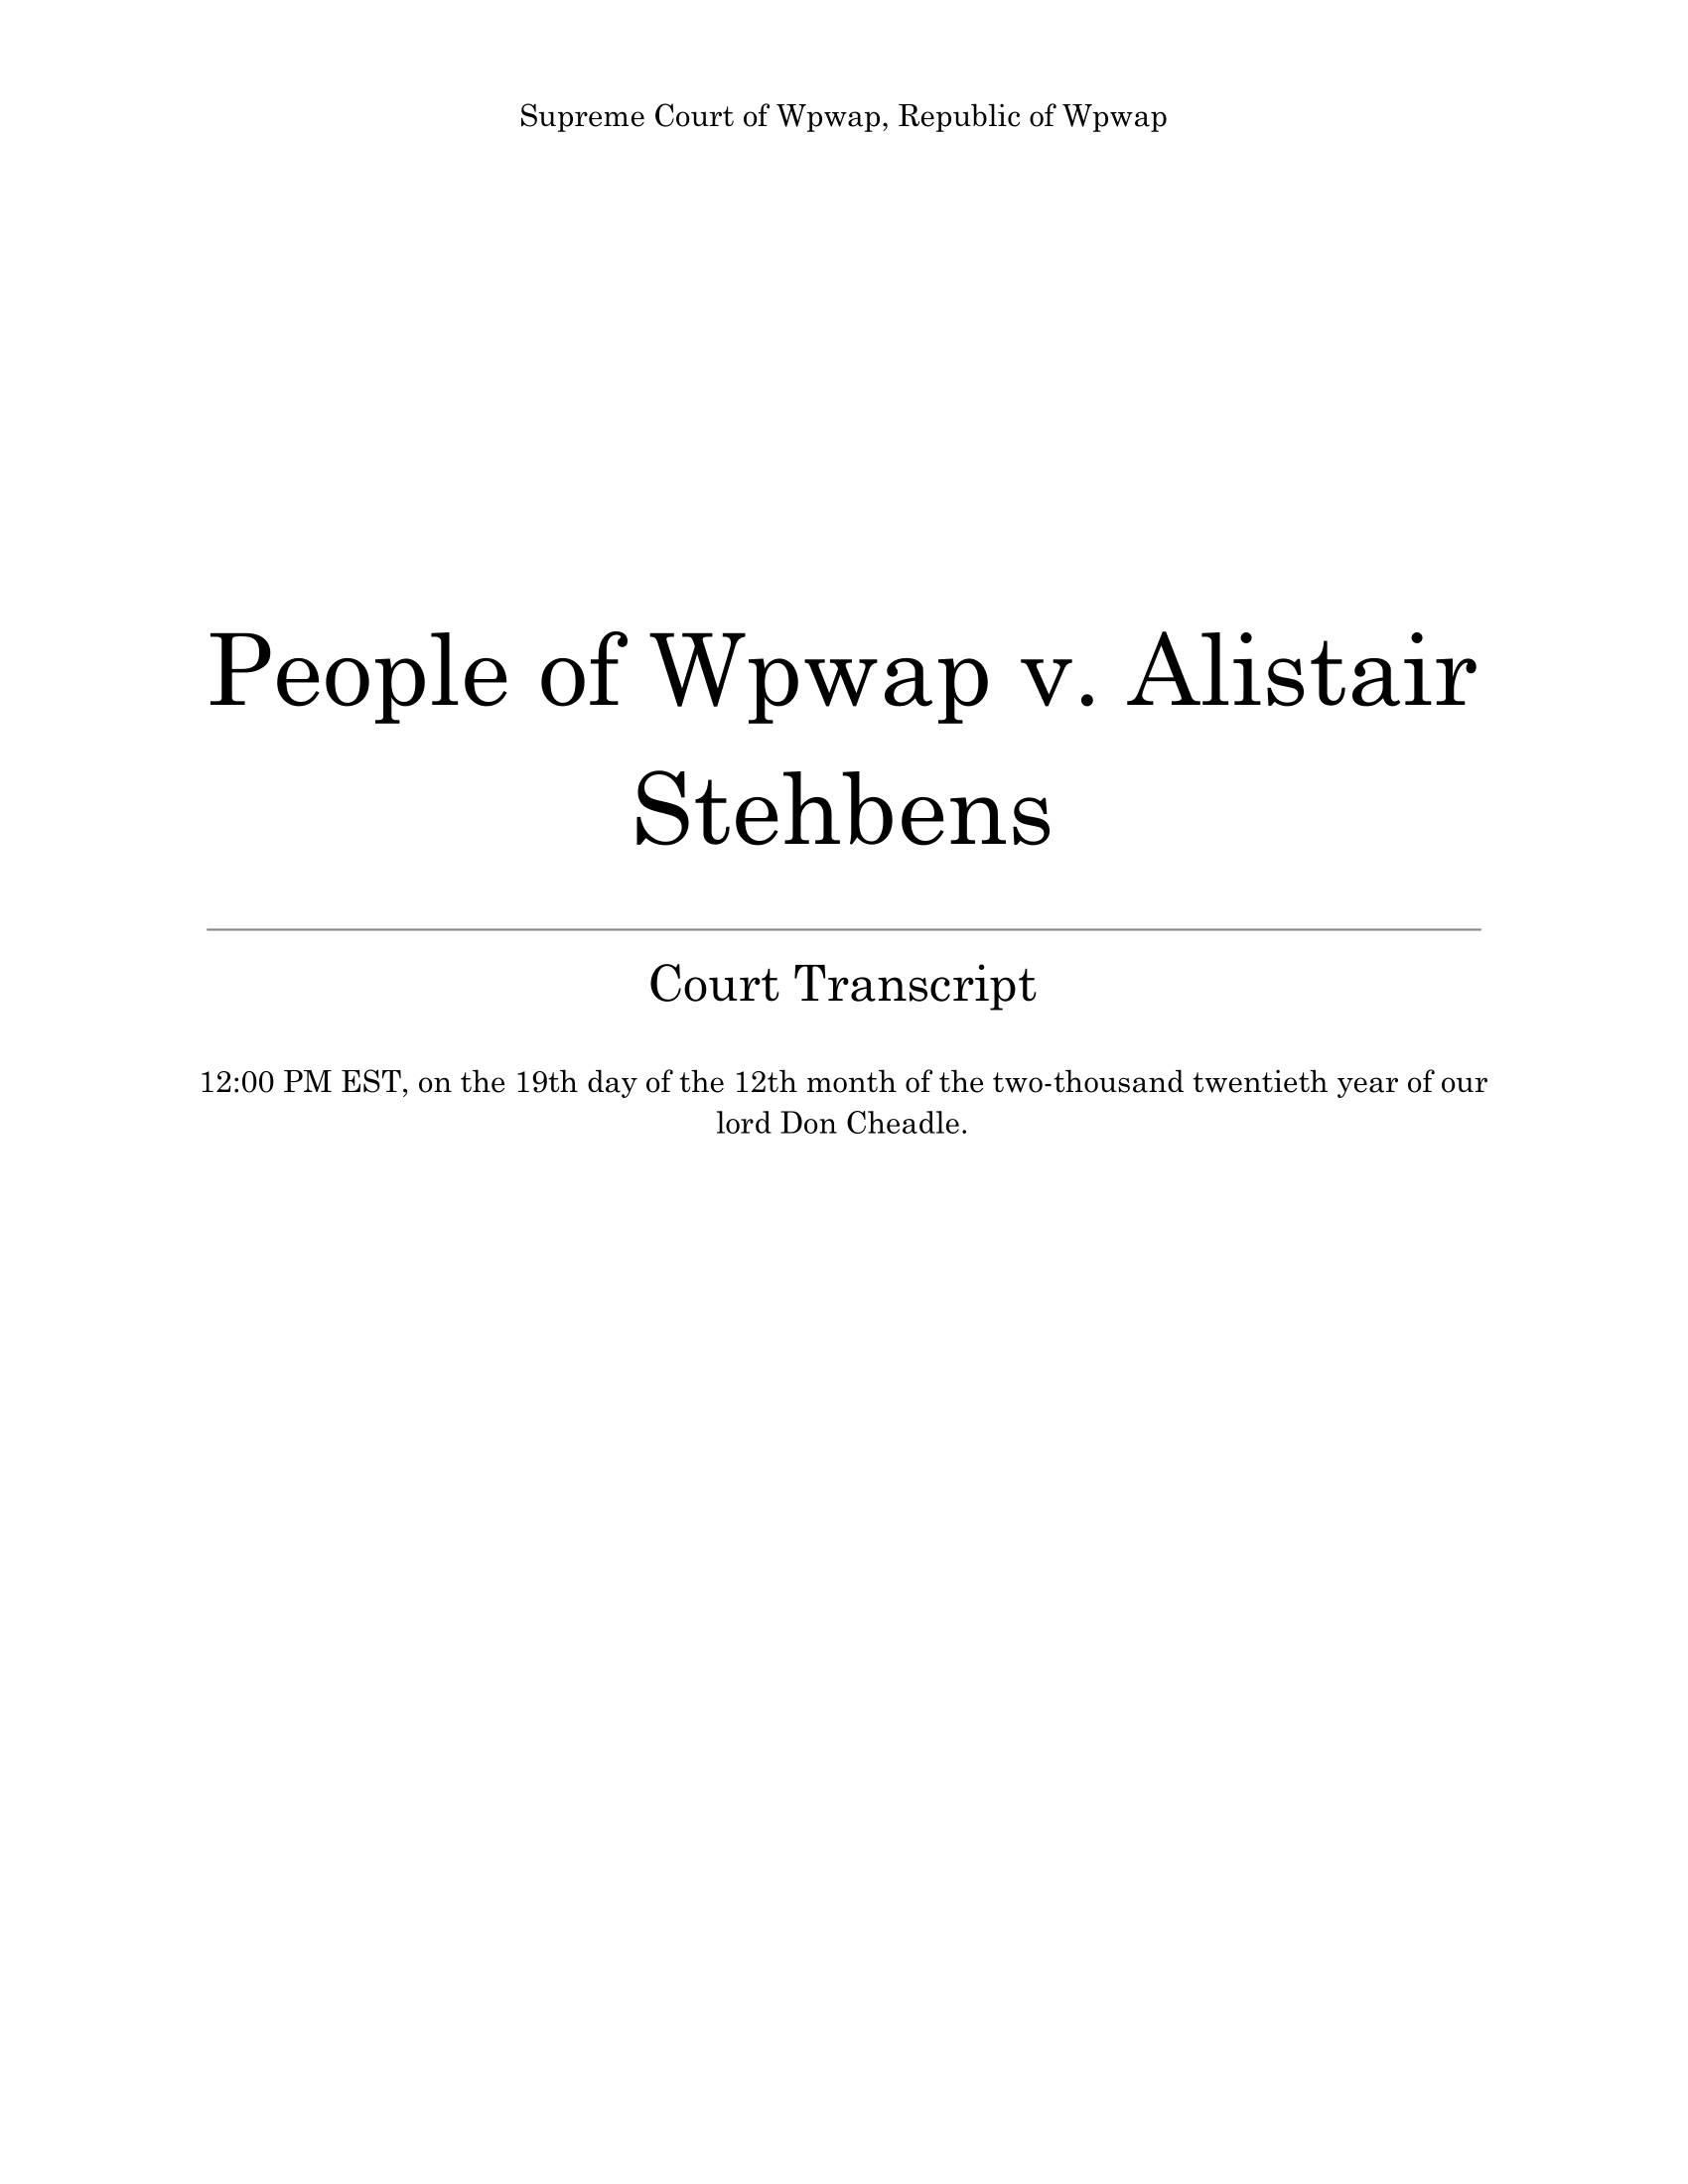 Supreme Court of Wpwap, Republic of Wpwap
People of Wpwap v. Alistair
Stehbens
Court Transcript
12:00 PM EST, on the 19th day of the 12th month of the two-thousand twentieth year of our
lord Don Cheadle.